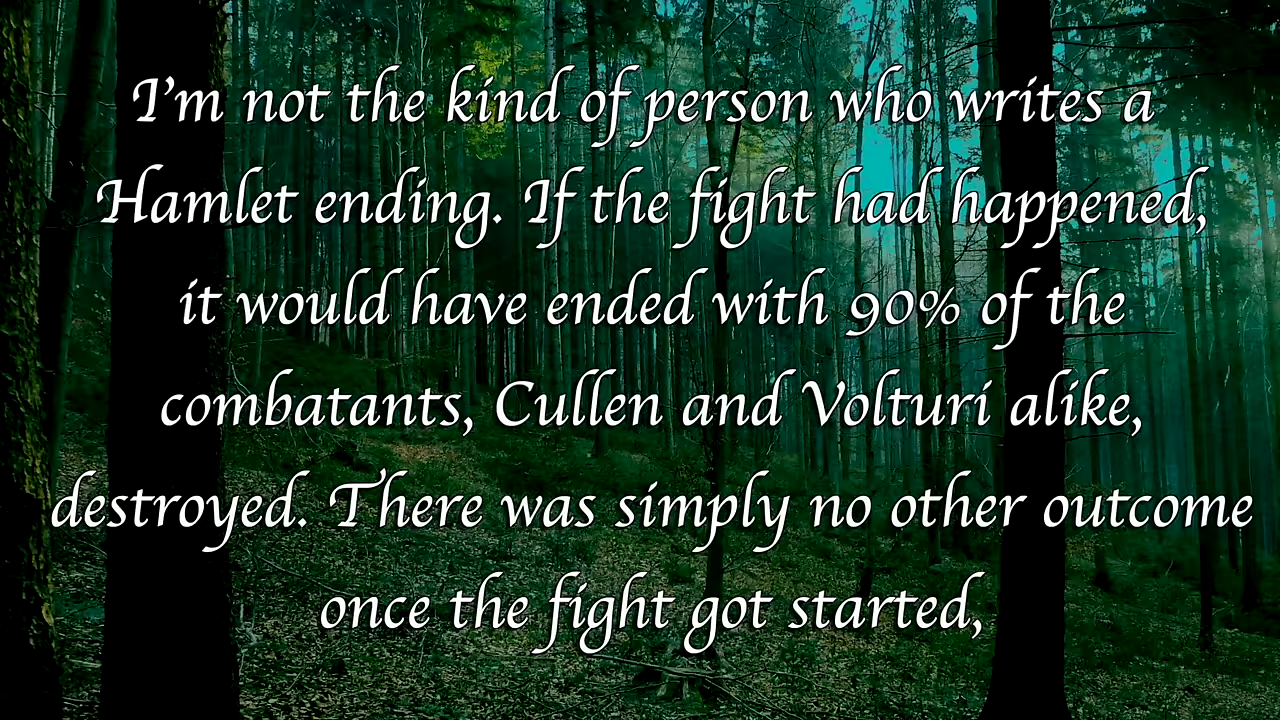 I'm not the kind of person who writes a
Hamlet ending. If the fight had happened,
it would have ended with 90% of the
combatants, Cullen and Volturi alike,
destroyed. There was simply no other outcome
once the fight got started,